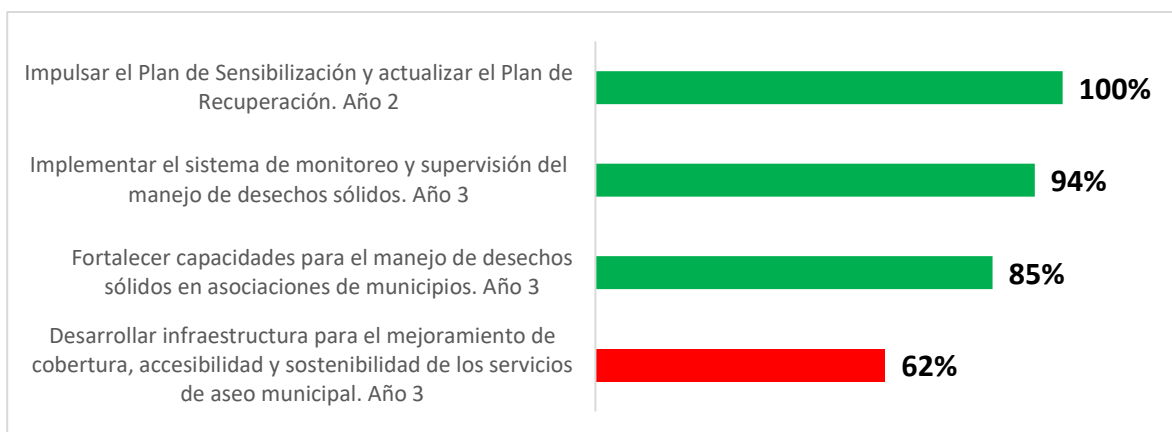 Impulsar el Plan de Sensibilización y actualizar el Plan de
Recuperación. Año 2
100%
Implementar el sistema de monitoreo y supervisión del
manejo de desechos sólidos. Año 3
94%
Fortalecer capacidades para el manejo de desechos
sólidos en asociaciones de municipios. Año 3
85%
Desarrollar infraestructura para el mejoramiento de
cobertura, accesibilidad y sostenibilidad de los servicios
de aseo municipal. Año 3
62%